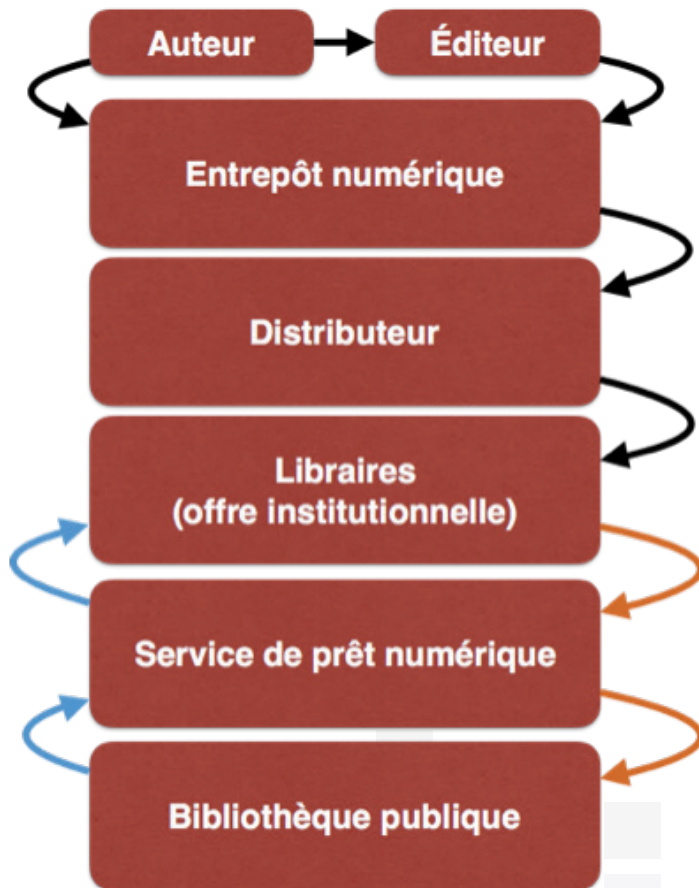 Auteur
Éditeur
Entrepôt numérique
Distributeur
Libraires
(offre institutionnelle)
Service de prêt numérique
Bibliothèque publique